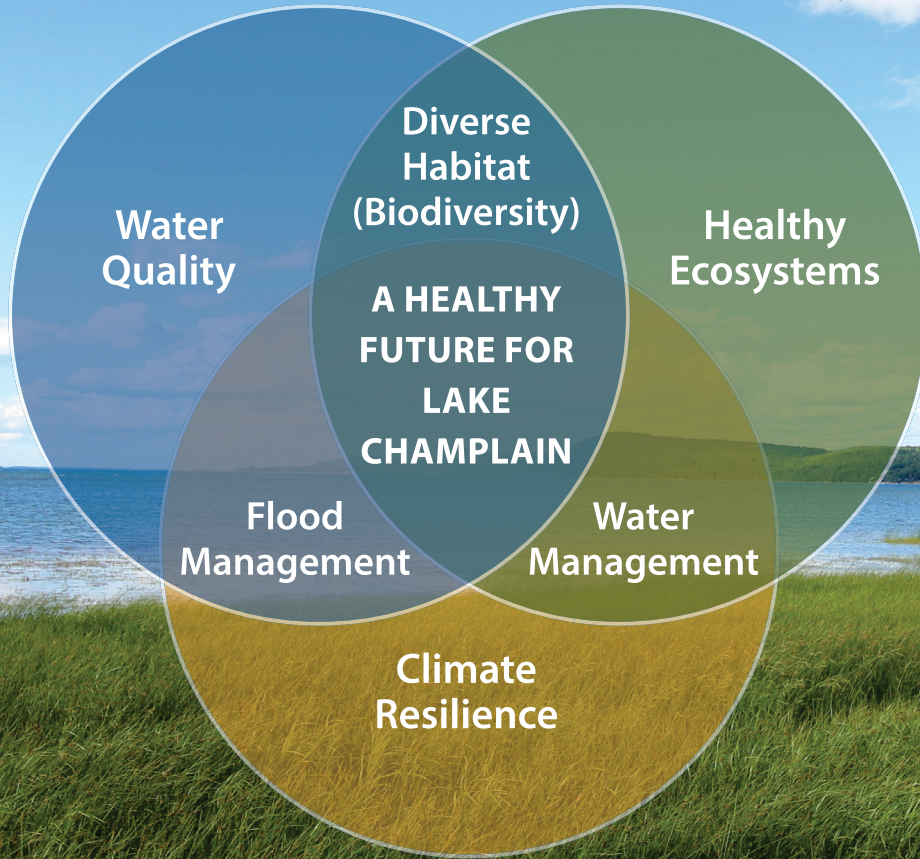 Diverse
Habitat
(Biodiversity)
Water
Quality
Healthy
Ecosystems
A HEALTHY
FUTURE FOR
LAKE
CHAMPLAIN
Flood
Management
Water
Management
Climate
Resilience